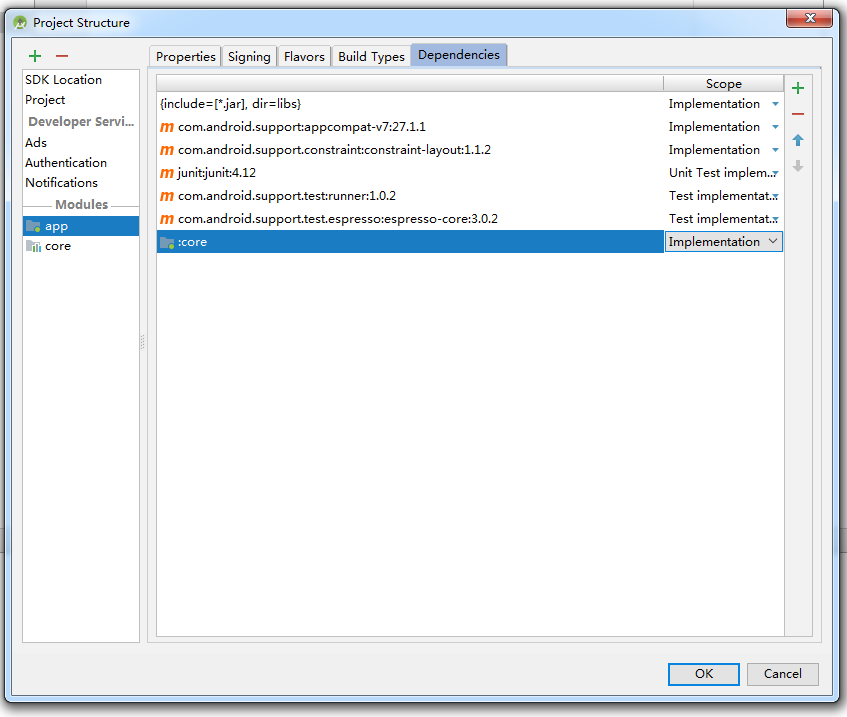 Project Structure
SDK Location
Project
Developer Servi...
Ads
Authentication
Notifications
Modules
app
core
Properties Signing Flavors Build Types Dependencies
Scope
{include=[*.jar], dir=libs} Implementation
m com.android.support:appcompat-v7:27.1.1 Implementation
m com.android.support.constraint:constraint-layout:1.1.2 Implementation
m junit:junit:4.12 Unit Test implem...
m com.android.support.test:runner:1.0.2 Test implementat...
m com.android.support.test.espresso:espresso-core:3.0.2 Test implementat...
:core Implementation
OK Cancel